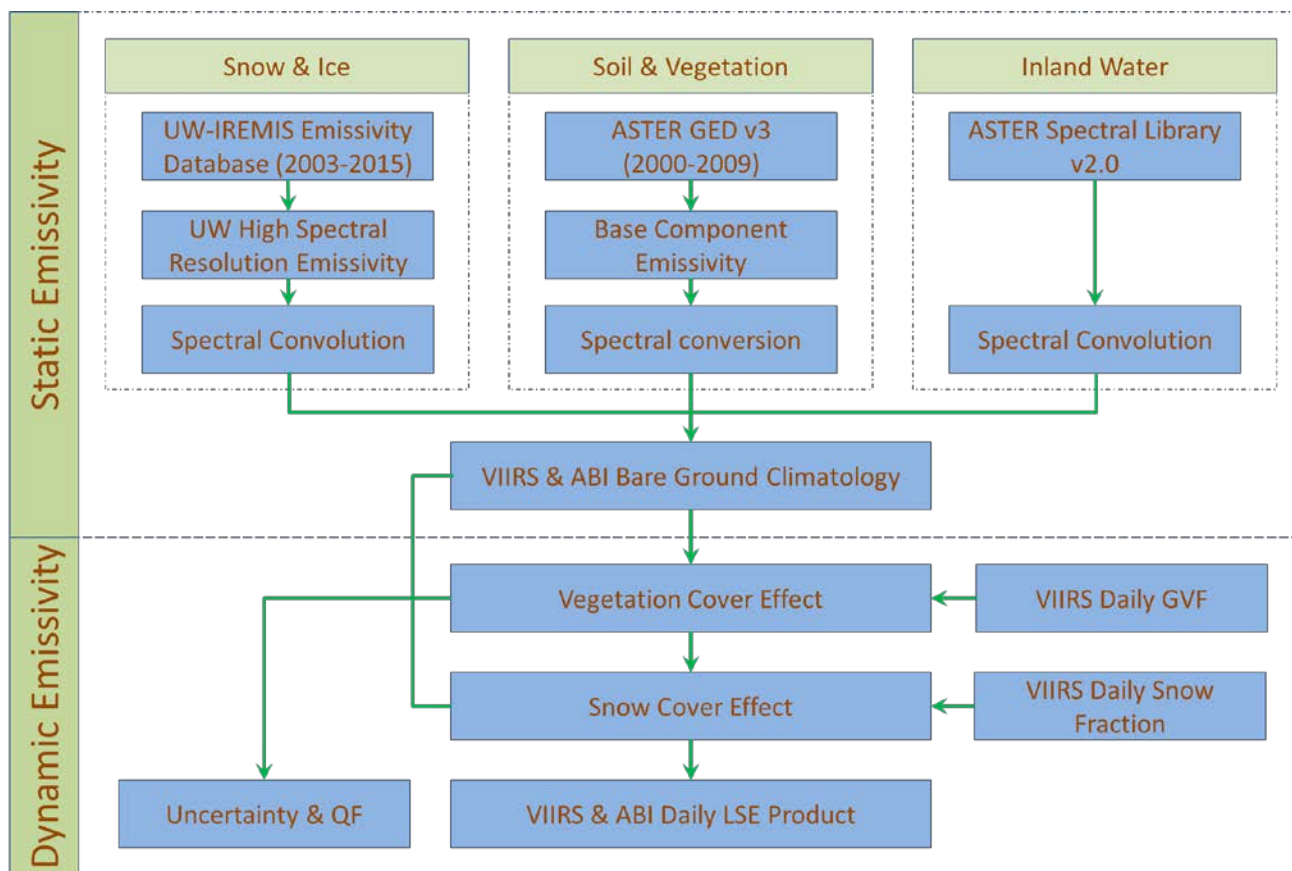 Static Emissivity
Snow & Ice
UW-IREMIS Emissivity
Database (2003-2015)
UW High Spectral
Resolution Emissivity
Spectral Convolution
Soil & Vegetation
ASTER GED v3
(2000-2009)
Base Component
Emissivity
Spectral conversion
Inland Water
ASTER Spectral Library
v2.0
Spectral Convolution
VIIRS & ABI Bare Ground Climatology
Dynamic Emissivity
Vegetation Cover Effect
VIIRS Daily GVF
Snow Cover Effect
VIIRS Daily Snow
Fraction
Uncertainty & QF
VIIRS & ABI Daily LSE Product